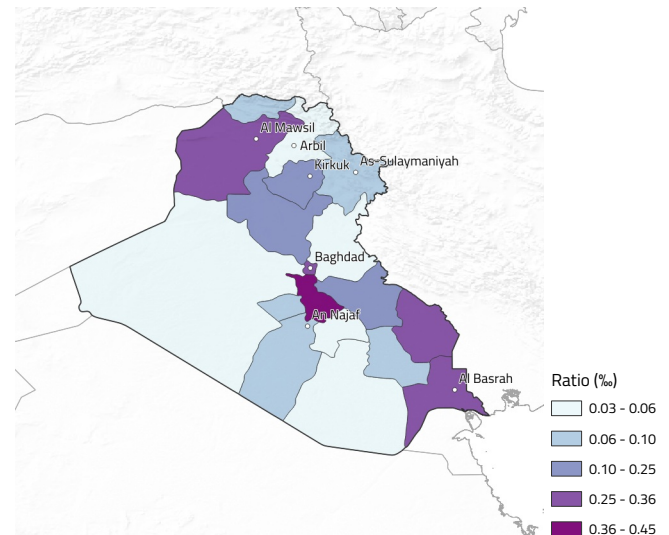 Al Mawsil
Arbil
Kirkuk
As-Sulaymaniyah
Baghdad
An Najaf
Al Basrah
Ratio (‰)
0.03 - 0.06
0.06 - 0.10
0.10 - 0.25
0.25 - 0.36
0.36 - 0.45